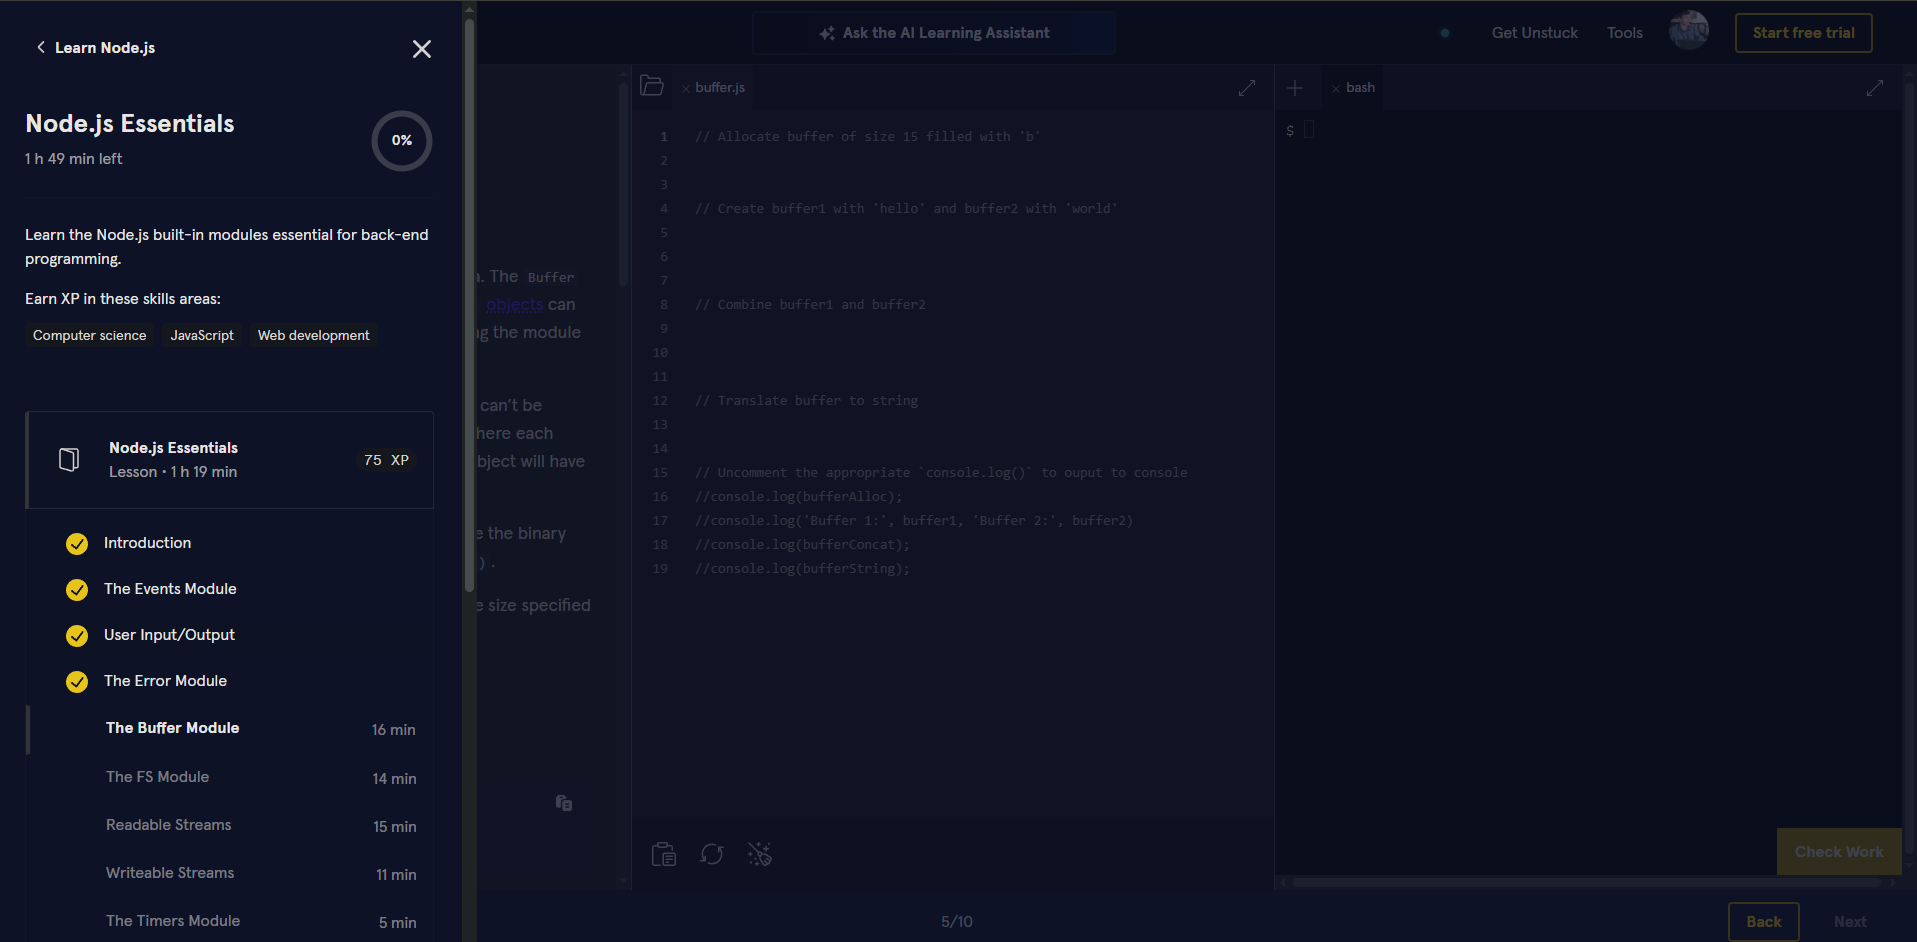 Learn Node.js
Node.js Essentials
0%
1 h 49 min left
Learn the Node.js built-in modules essential for back-end
programming.
Earn XP in these skills areas:
Computer science JavaScript Web development
Node.js Essentials
Lesson • 1 h 19 min
75 XP
Introduction
The Events Module
User Input/Output
The Error Module
The Buffer Module 16 min
The FS Module 14 min
Readable Streams 15 min
Writeable Streams 11 min
The Timers Module 5 min
Ask the AI Learning Assistant
Get Unstuck
Tools
Start free trial
. The Buffer
objects can
the module
can't be
here each
bject will have
the binary
).
size specified
buffer.js
1 // Allocate buffer of size 15 filled with 'b'
2
3
4 // Create buffer1 with 'hello' and buffer2 with 'world'
5
6
7
8 // Combine buffer1 and buffer2
9
10
11
12 // Translate buffer to string
13
14
15 // Uncomment the appropriate `console.log()` to ouput to console
16 //console.log(bufferAlloc);
17 //console.log('Buffer 1:', buffer1, 'Buffer 2:', buffer2)
18 //console.log(bufferConcat);
19 //console.log(bufferString);
bash
$
Check Work
5/10
Back
Next